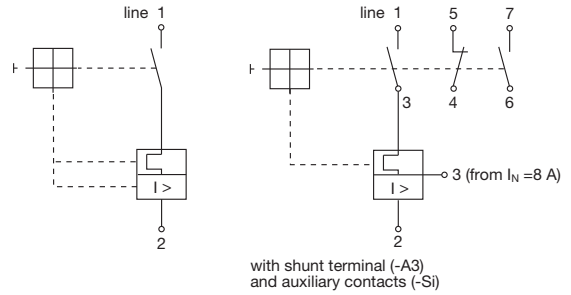 line 1
line 1 5 7
3 4 6
I >
I >
3 (from I_N =8 A)
2
2
with shunt terminal (-A3)
and auxiliary contacts (-Si)